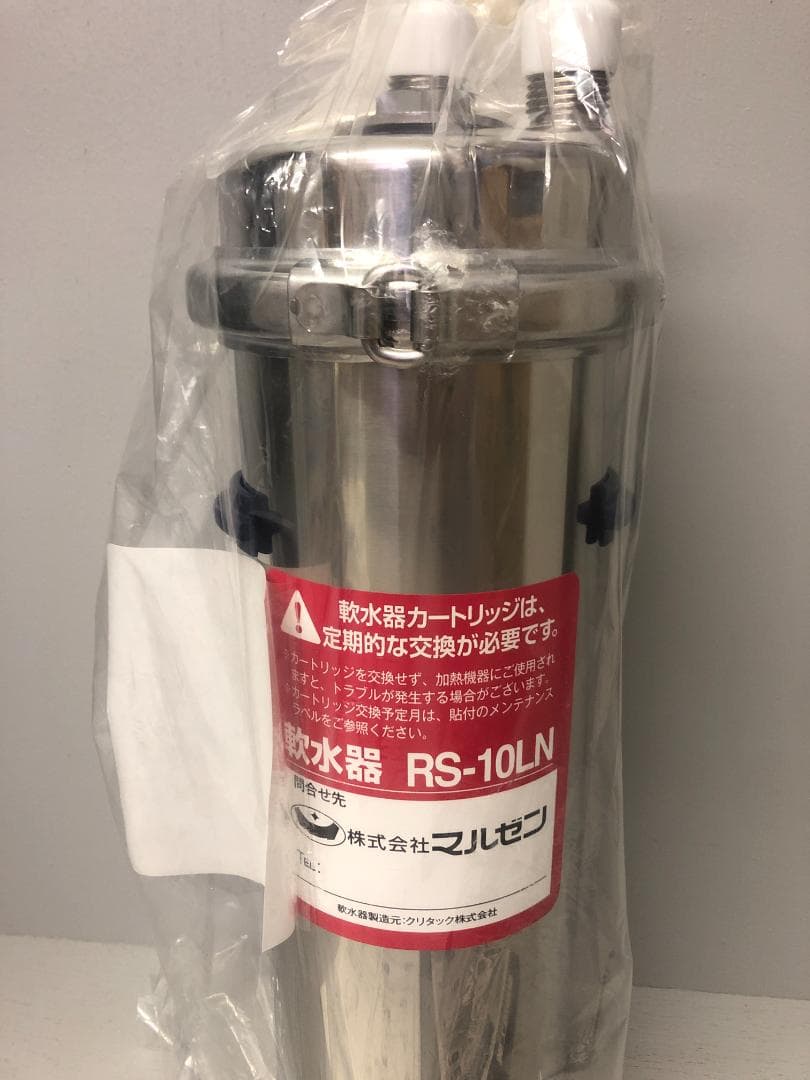 軟水器カートリッジは、
定期的な交換が必要です。
※カートリッジを交換せず、加熱機器にご使用され
ますと、トラブルが発生する場合がございます。
※カートリッジ交換予定月は、貼付のメンテナンス
ラベルをご参照ください。
軟水器 RS-10LN
問合せ先
株式会社マルゼン
TEL:
軟水器製造元:クリタック株式会社